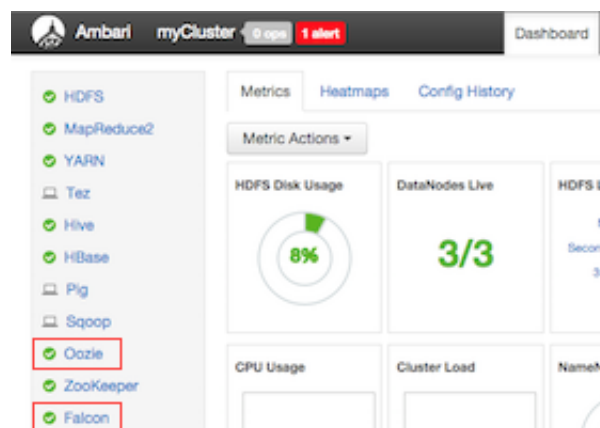 Ambari myCluster 0 ops 1 alert Dashboard
HDFS
MapReduce2
YARN
Tez
Hive
HBase
Pig
Sqoop
Oozie
ZooKeeper
Falcon
Metrics Heatmaps Config History
Metric Actions
HDFS Disk Usage
8%
DataNodes Live
3/3
HDFS
CPU Usage
Cluster Load